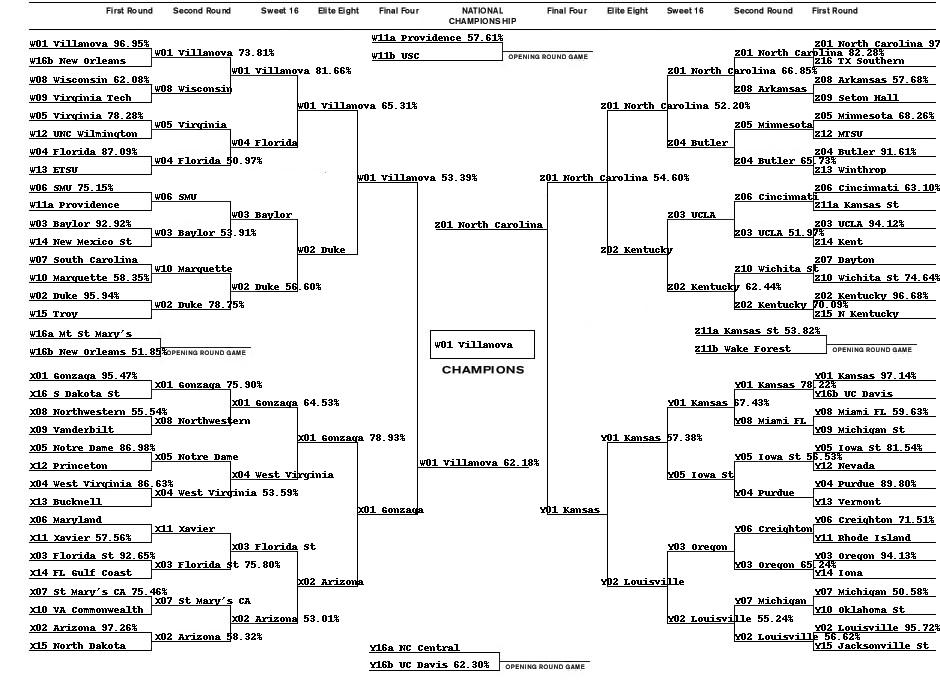 First Round
Second Round
Sweet 16
Elite Eight
Final Four
NATIONAL
CHAMPIONSHIP
Final Four
Elite Eight
Sweet 16
Second Round
First Round
W11a Providence 57.61%
W11b USC
OPENING ROUND GAME
W01 Villanova 96.95%
W16b New Orleans
W08 Wisconsin 62.08%
W09 Virginia Tech
W05 Virginia 78.28%
W12 UNC Wilmington
W04 Florida 87.09%
W13 ETSU
W06 SMU 75.15%
W11a Providence
W03 Baylor 92.92%
W14 New Mexico St
W07 South Carolina
W10 Marquette 58.35%
W02 Duke 95.94%
W15 Troy
W01 Villanova 73.81%
W08 Wisconsin
W05 Virginia
W04 Florida 50.97%
W06 SMU
W03 Baylor 53.91%
W10 Marquette
W02 Duke 78.75%
W01 Villanova 81.66%
W04 Florida
W03 Baylor
W02 Duke 56.60%
W01 Villanova 65.31%
W02 Duke
W01 Villanova 53.39%
W16a Mt St Mary's
W16b New Orleans 51.85%
OPENING ROUND GAME
X01 Gonzaga 95.47%
X16 S Dakota St
X08 Northwestern 55.54%
X09 Vanderbilt
X05 Notre Dame 86.98%
X12 Princeton
X04 West Virginia 86.63%
X13 Bucknell
X06 Maryland
X11 Xavier 57.56%
X03 Florida St 92.65%
X14 FL Gulf Coast
X07 St Mary's CA 75.46%
X10 VA Commonwealth
X02 Arizona 97.26%
X15 North Dakota
X01 Gonzaga 75.90%
X08 Northwestern
X05 Notre Dame
X04 West Virginia 53.59%
X11 Xavier
X03 Florida St 75.80%
X07 St Mary's CA
X02 Arizona 58.32%
X01 Gonzaga 64.53%
X04 West Virginia
X03 Florida St
X02 Arizona 53.01%
X01 Gonzaga 78.93%
X02 Arizona
X01 Gonzaga
W01 Villanova 62.18%
Z01 North Carolina
W01 Villanova
CHAMPIONS
Z01 North Carolina 54.60%
Z01 North Carolina 52.20%
Z02 Kentucky
Z01 North Carolina 66.85%
Z04 Butler
Z03 UCLA
Z02 Kentucky 62.44%
Z01 North Carolina 82.28%
Z08 Arkansas
Z05 Minnesota
Z04 Butler 65.73%
Z06 Cincinnati
Z03 UCLA 51.97%
Z10 Wichita St
Z02 Kentucky 70.09%
Z01 North Carolina 97
Z16 TX Southern
Z08 Arkansas 57.68%
Z09 Seton Hall
Z05 Minnesota 68.26%
Z12 MTSU
Z04 Butler 91.61%
Z13 Winthrop
Z06 Cincinnati 63.10%
Z11a Kansas St
Z03 UCLA 94.12%
Z14 Kent
Z07 Dayton
Z10 Wichita St 74.64%
Z02 Kentucky 96.68%
Z15 N Kentucky
Z11a Kansas St 53.82%
Z11b Wake Forest
OPENING ROUND GAME
Y01 Kansas
Y01 Kansas 57.38%
Y02 Louisville
Y01 Kansas 67.43%
Y05 Iowa St
Y03 Oregon
Y02 Louisville 55.24%
Y01 Kansas 78.22%
Y08 Miami FL
Y05 Iowa St 56.53%
Y04 Purdue
Y06 Creighton
Y03 Oregon 65.24%
Y07 Michigan
Y02 Louisville 56.62%
Y01 Kansas 97.14%
Y16b UC Davis
Y08 Miami FL 59.63%
Y09 Michigan St
Y05 Iowa St 81.54%
Y12 Nevada
Y04 Purdue 89.80%
Y13 Vermont
Y06 Creighton 71.51%
Y11 Rhode Island
Y03 Oregon 94.13%
Y14 Iona
Y07 Michigan 50.58%
Y10 Oklahoma St
Y02 Louisville 95.72%
Y15 Jacksonville St
Y16a NC Central
Y16b UC Davis 62.30%
OPENING ROUND GAME